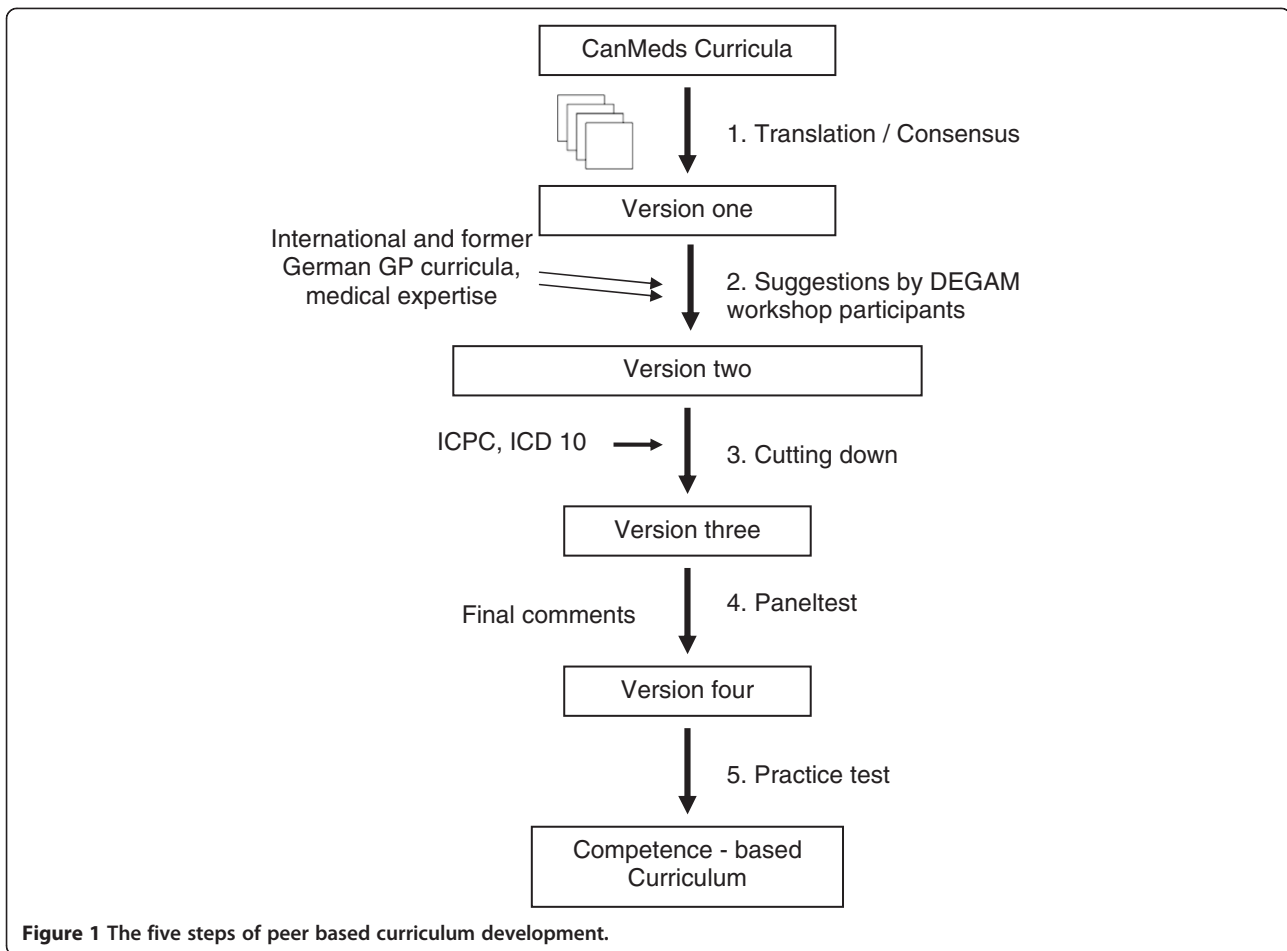 CanMeds Curricula
1. Translation / Consensus
Version one
International and former
German GP curricula,
medical expertise
2. Suggestions by DEGAM
workshop participants
Version two
ICPC, ICD 10
3. Cutting down
Version three
Final comments
4. Paneltest
Version four
5. Practice test
Competence - based
Curriculum
Figure 1 The five steps of peer based curriculum development.